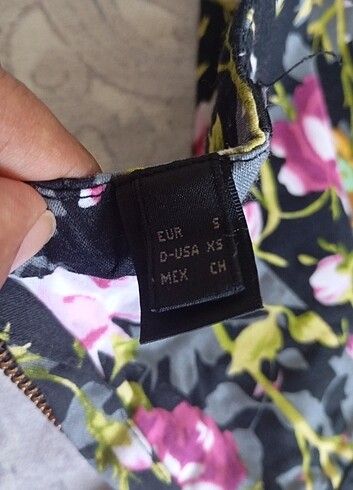 EUR S
D-USA XS
MEX CH